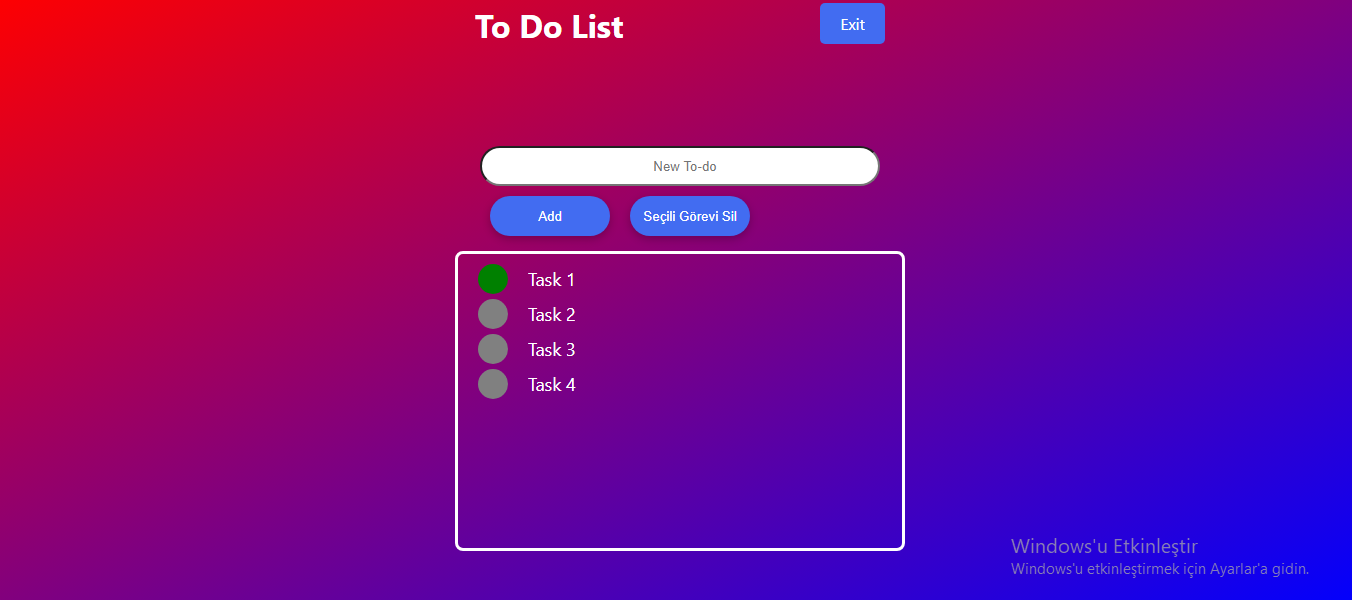 To Do List
Exit
New To-do
Add
Seçili Görevi Sil
Task 1
Task 2
Task 3
Task 4
Windows'u Etkinleştir
Windows'u etkinleştirmek için Ayarlar'a gidin.